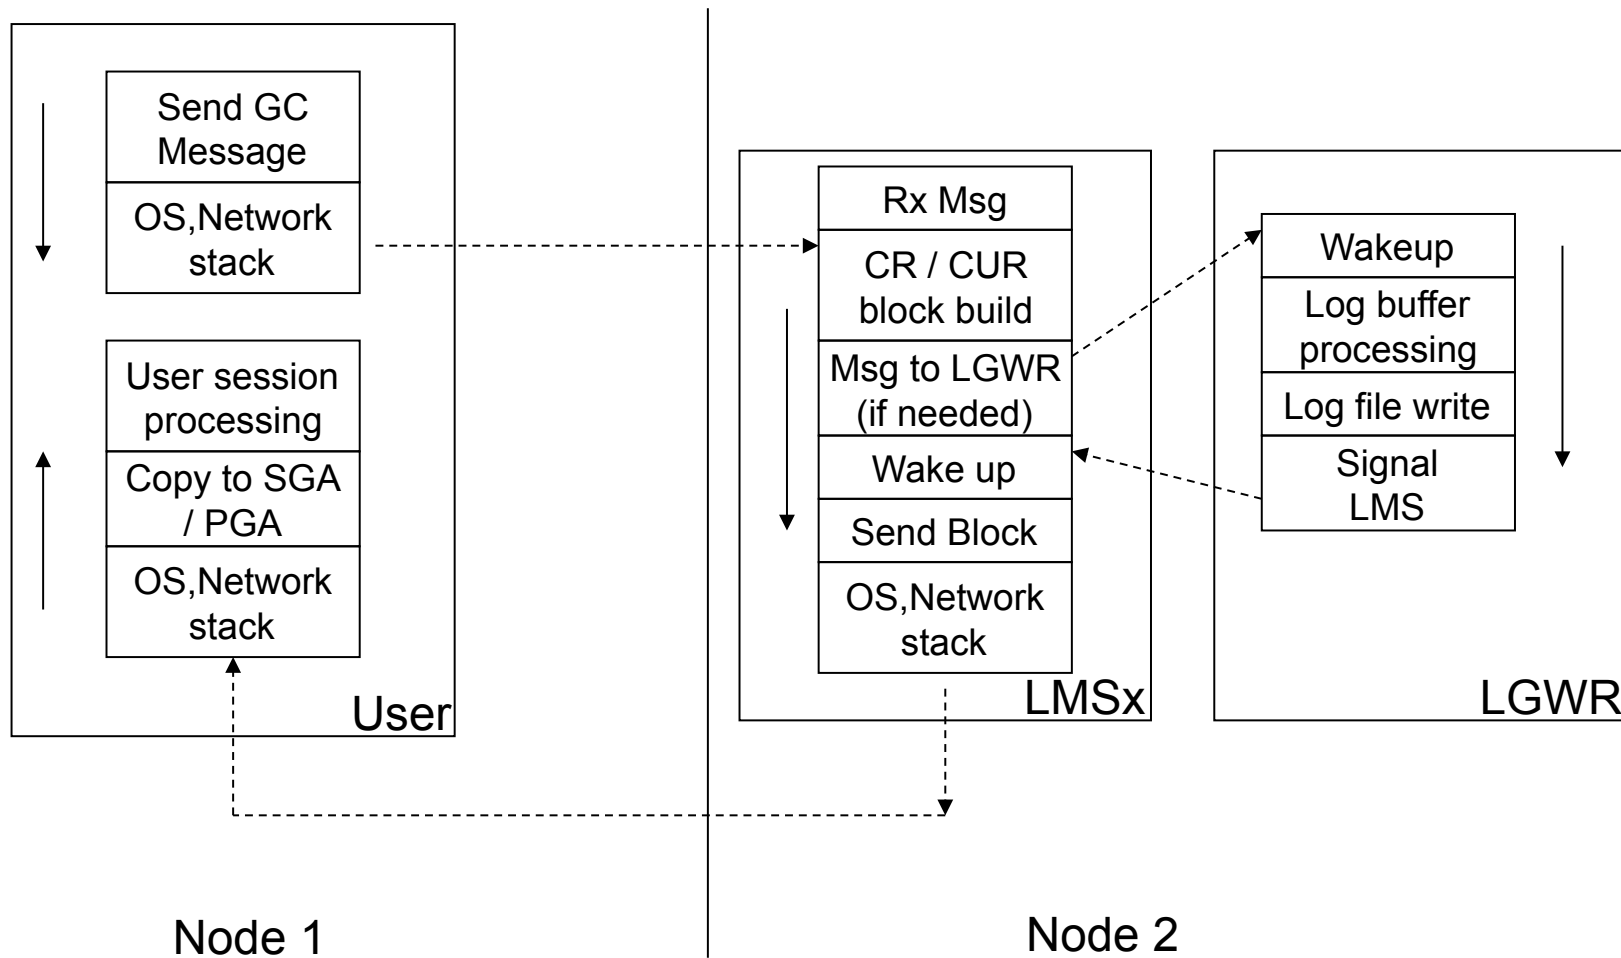 Send GC
Message
OS,Network
stack
User session
processing
Copy to SGA
/ PGA
OS,Network
stack
User
Rx Msg
CR / CUR
block build
Msg to LGWR
(if needed)
Wake up
Send Block
OS,Network
stack
LMSx
Wakeup
Log buffer
processing
Log file write
Signal
LMS
LGWR
Node 1
Node 2